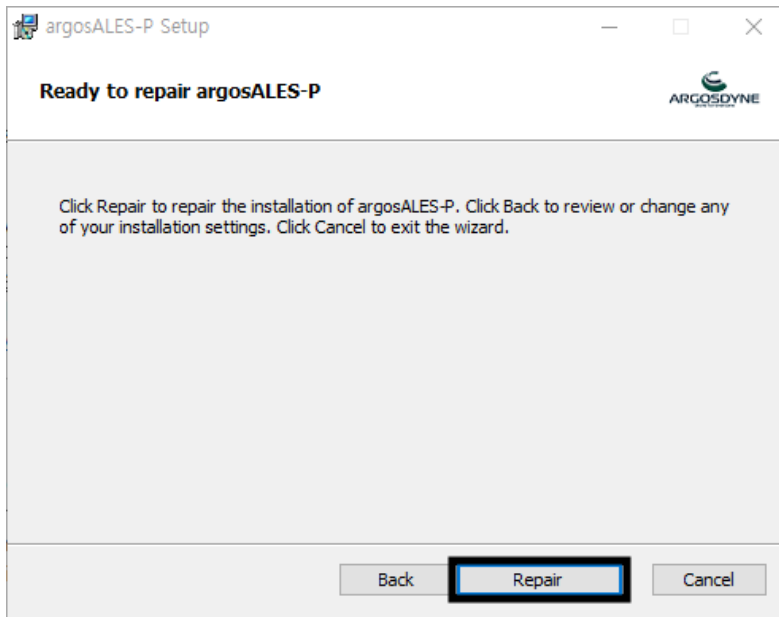 argosALES-P Setup
Ready to repair argosALES-P
ARGOSDYNE
Click Repair to repair the installation of argosALES-P. Click Back to review or change any
of your installation settings. Click Cancel to exit the wizard.
Back Repair Cancel